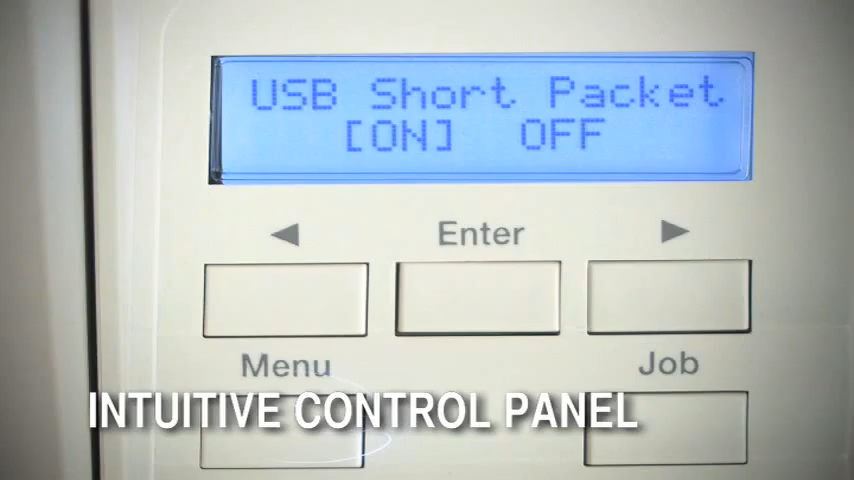 USB Short Packet
[ON] OFF
◀ Enter ▶
Menu Job
INTUITIVE CONTROL PANEL